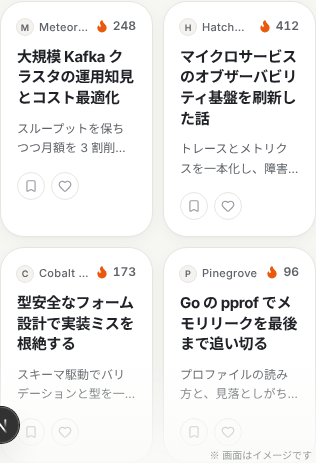 M Meteor... 248
大規模 Kafka ク
ラスタの運用知見
とコスト最適化
スループットを保ち
つつ月額を 3 割削...
H Hatch... 412
マイクロサービス
のオブザーバビリ
ティ基盤を刷新し
た話
トレースとメトリク
スを一本化し、障害...
C Cobalt ... 173
型安全なフォーム
設計で実装ミスを
根絶する
スキーマ駆動でバリ
デーションと型を一...
P Pinegrove 96
Go の pprof でメ
モリリークを最後
まで追い切る
プロファイルの読み
方と、見落としがち...
N
※ 画面はイメージです